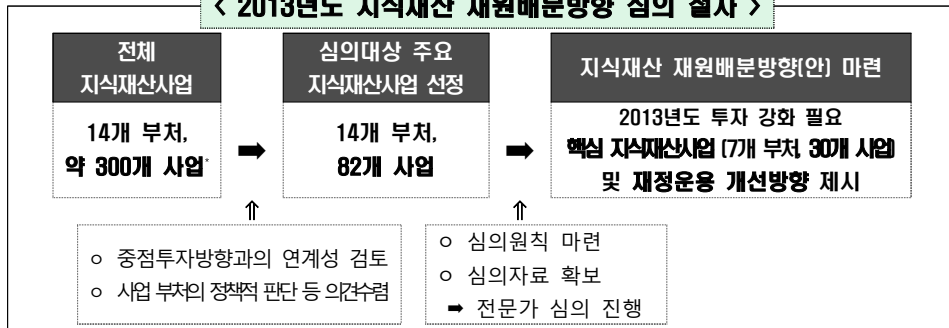 < 2013년도 지식재산 재원배분방향 심의 절차 >
전체
지식재산사업
14개 부처,
약 300개 사업*
➡
심의대상 주요
지식재산사업 선정
14개 부처,
82개 사업
➡
지식재산 재원배분방향(안) 마련
2013년도 투자 강화 필요
핵심 지식재산사업 (7개 부처, 30개 사업)
및 재정운용 개선방향 제시
⇑
ㅇ 중점투자방향과의 연계성 검토
ㅇ 사업 부처의 정책적 판단 등 의견수렴
⇑
ㅇ 심의원칙 마련
ㅇ 심의자료 확보
➡ 전문가 심의 진행